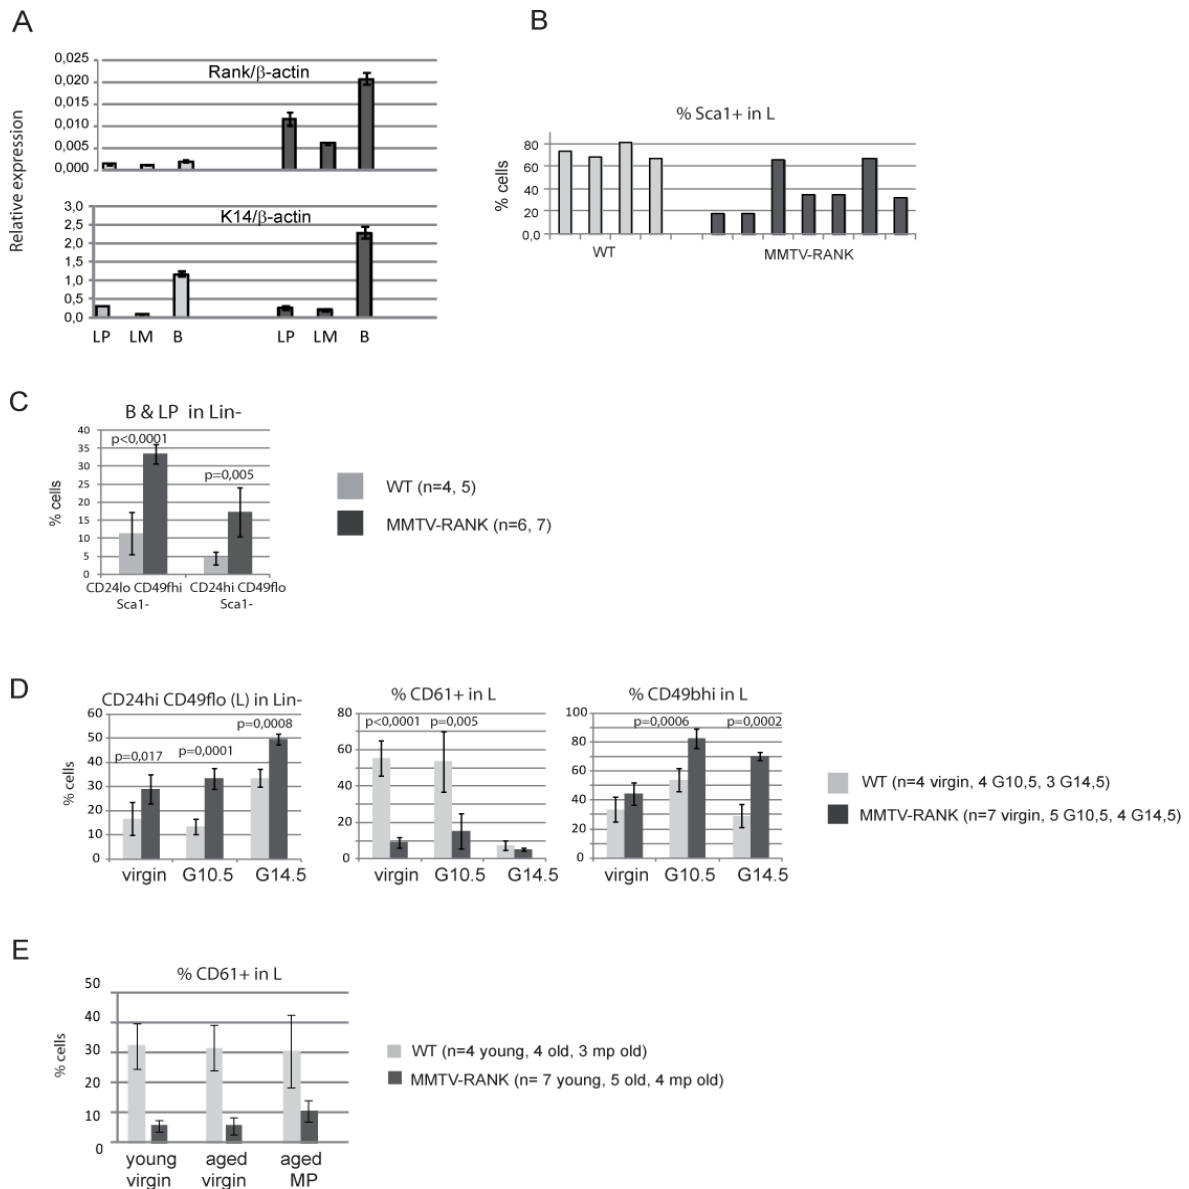 A
Relative expression
Rank/β-actin
0,025
0,020
0,015
0,010
0,005
0,000
K14/β-actin
3,0
2,5
2,0
1,5
1,0
0,5
0,0
LP LM B LP LM B
B
% Sca1+ in L
% cells
80
60
40
20
0,0
WT MMTV-RANK
C
B & LP in Lin-
% cells
40
35
30
25
20
15
10
5
0
p<0,0001
p=0,005
CD24lo CD49fhi CD24hi CD49flo
Sca1- Sca1-
WT (n=4, 5)
MMTV-RANK (n=6, 7)
D
CD24hi CD49flo (L) in Lin-
% cells
60
50
40
30
20
10
0
p=0,017
p=0,0001
p=0,0008
virgin G10.5 G14.5
% CD61+ in L
80
60
40
20
0
p<0,0001 p=0,005
virgin G10.5 G14.5
% CD49bhi in L
100
80
60
40
20
0
p=0,0006 p=0,0002
virgin G10.5 G14.5
WT (n=4 virgin, 4 G10,5, 3 G14,5)
MMTV-RANK (n=7 virgin, 5 G10,5, 4 G14,5)
E
% CD61+ in L
% cells
50
40
30
20
10
0
young aged aged
virgin virgin MP
WT (n=4 young, 4 old, 3 mp old)
MMTV-RANK (n= 7 young, 5 old, 4 mp old)